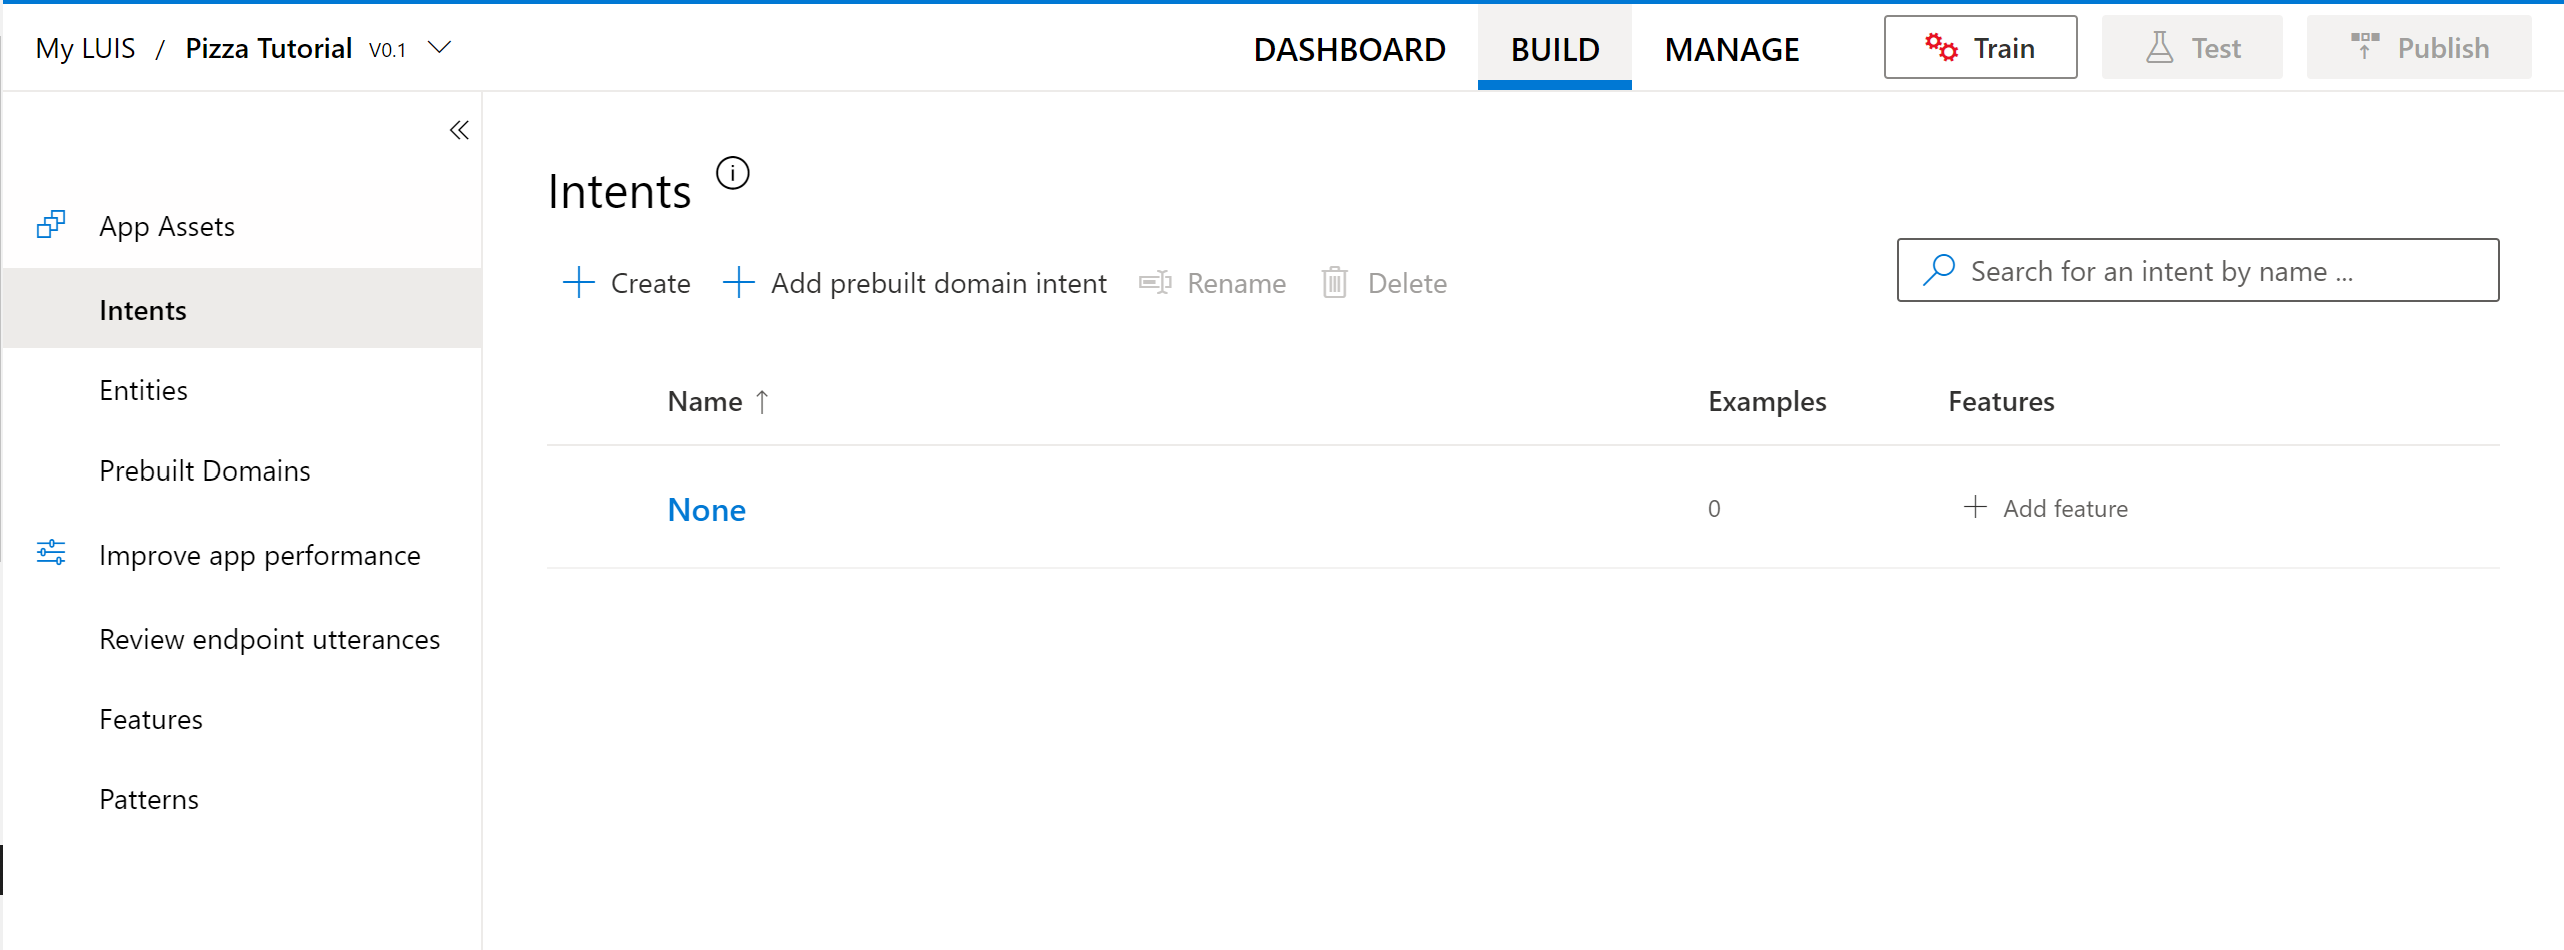 My LUIS / Pizza Tutorial V0.1
DASHBOARD BUILD MANAGE Train Test Publish
App Assets
Intents
Entities
Prebuilt Domains
Improve app performance
Review endpoint utterances
Features
Patterns
Intents
Create Add prebuilt domain intent Rename Delete
Search for an intent by name ...
Name ↑ Examples Features
None 0 Add feature